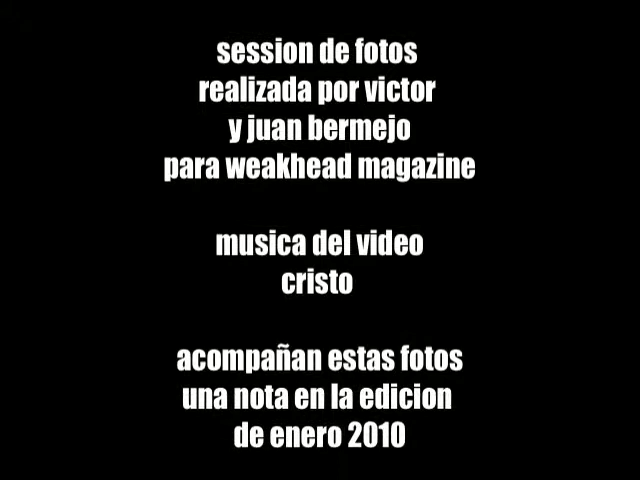 session de fotos
realizada por victor
y juan bermejo
para weakhead magazine
musica del video
cristo
acompañan estas fotos
una nota en la edicion
de enero 2010